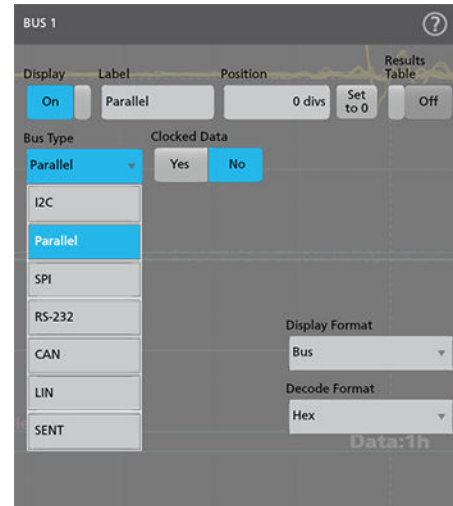 BUS 1
?
Display Label Position Results Table
On Parallel 0 divs Set to 0 Off
Bus Type Clocked Data
Parallel Yes No
I2C
Parallel
SPI
RS-232
CAN
LIN
SENT
Display Format
Bus
Decode Format
Hex
Data:1h